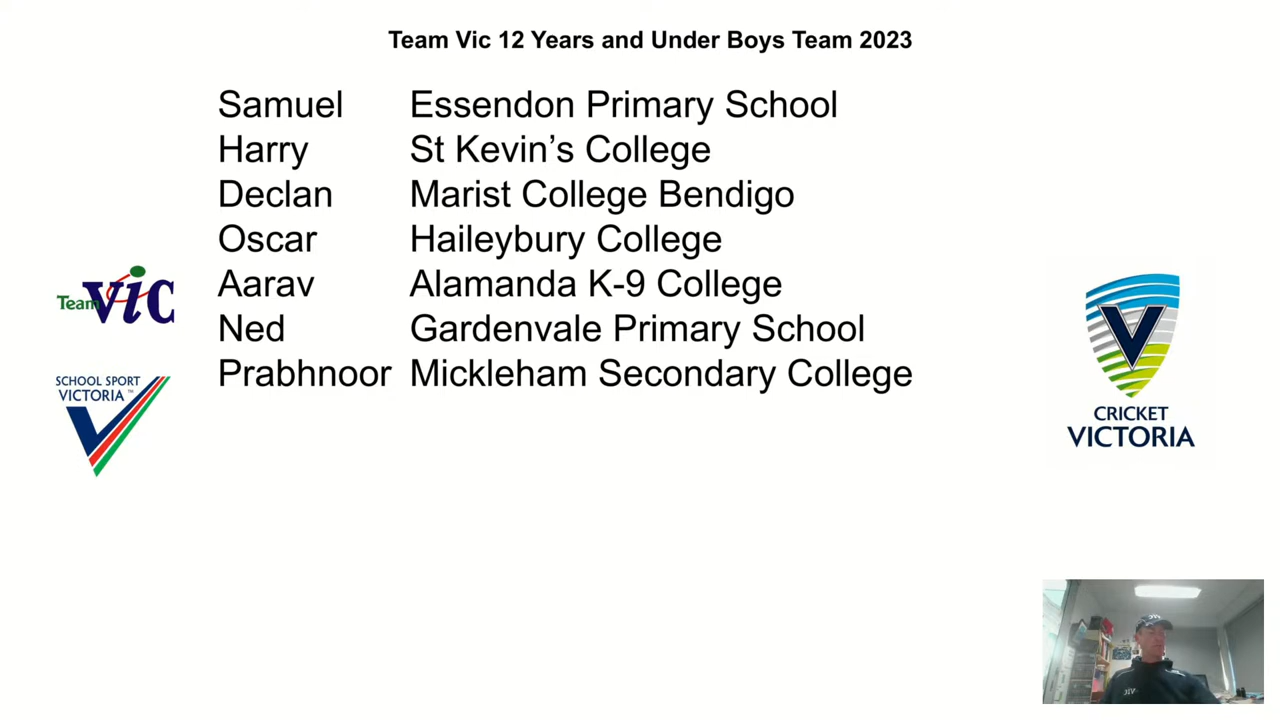 Team Vic 12 Years and Under Boys Team 2023
Samuel Essendon Primary School
Harry St Kevin’s College
Declan Marist College Bendigo
Oscar Haileybury College
Aarav Alamanda K-9 College
Ned Gardenvale Primary School
Prabhnoor Mickleham Secondary College
Team Vic
SCHOOL SPORT
VICTORIA™
V
CRICKET
VICTORIA